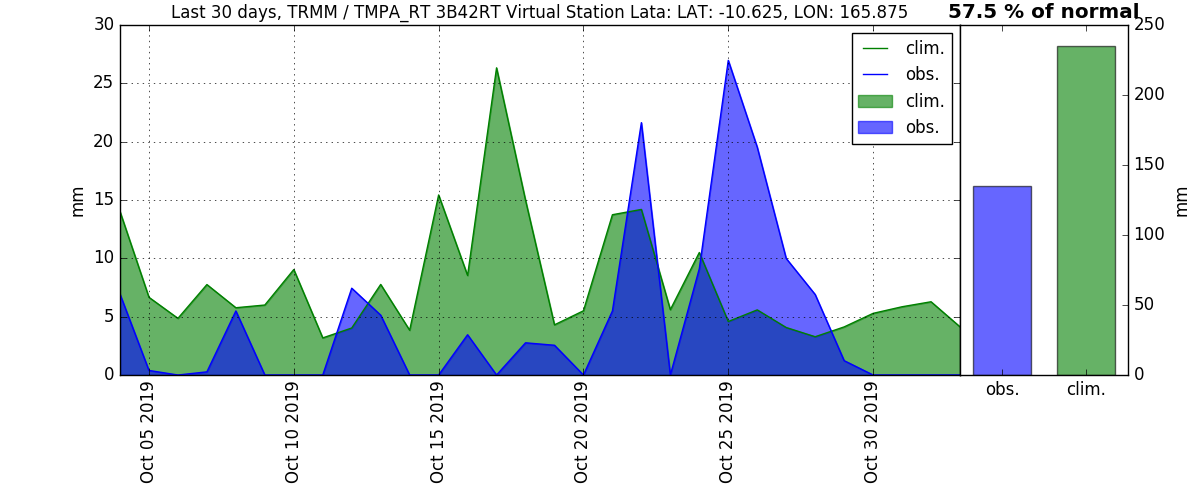 Last 30 days, TRMM / TMPA_RT 3B42RT Virtual Station Lata: LAT: -10.625, LON: 165.875
57.5 % of normal
30
25
20
15
10
5
0
mm
clim.
obs.
clim.
obs.
Oct 05 2019
Oct 10 2019
Oct 15 2019
Oct 20 2019
Oct 25 2019
Oct 30 2019
250
200
150
100
50
0
mm
obs.
clim.